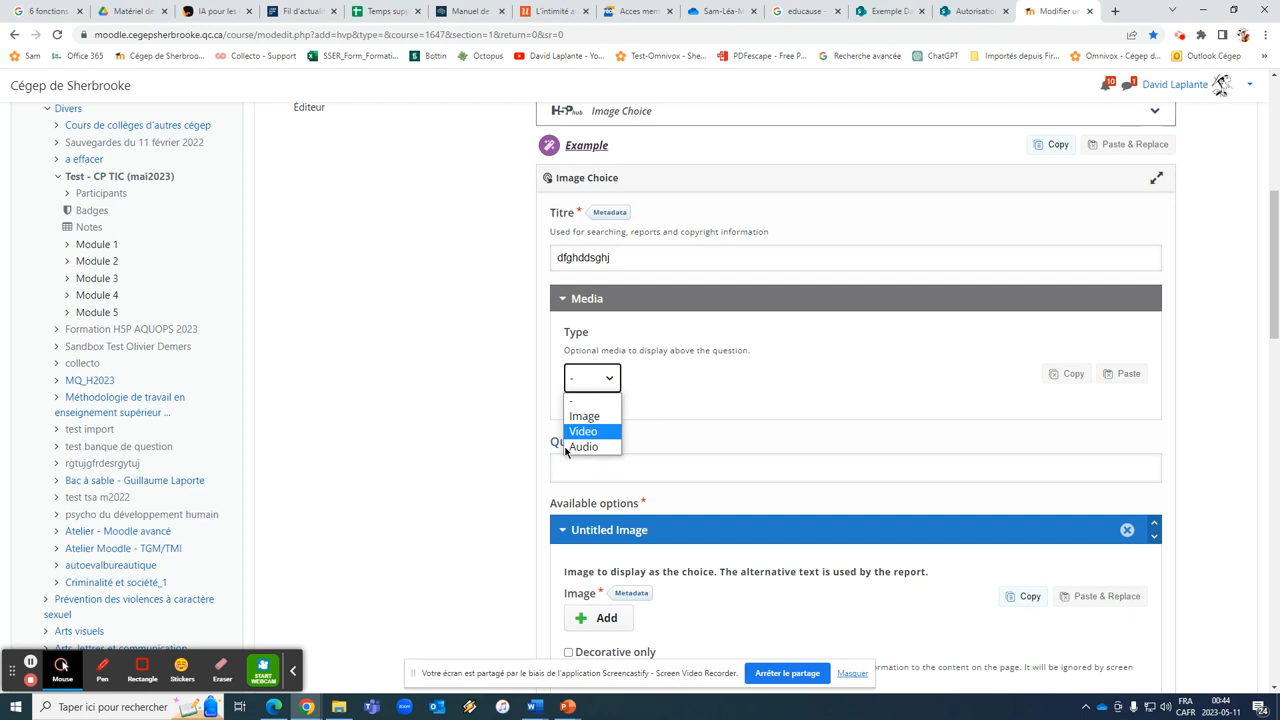 6 fonctions
Matériel de
IA pour les
Fil d'actuali
Temps supp
Manuel de
L'intimité a
Acces mem
Sam-Léa-M
educause -
Exemple Da
Autorisatio
Modifier un
moodle.cegepsherbrooke.qc.ca/course/modedit.php?add=hvp&type=&course=1647&section=1&return=0&sr=0
Sam
Office 365
Cégep de Sherbroo...
Collecto - Support
SSER_Form_Formati...
Bottin
Octopus
David Laplante - Yo...
Test-Omnivox - Om...
PDFescape - Free P...
Recherche avancée
ChatGPT
Importés depuis Fir...
Omnivox - Cégep d...
Outlook Cégep
»
Cégep de Sherbrooke
10
1
David Laplante
Divers
Cours de collèges d'autres cégep
Sauvegardes du 11 février 2022
a effacer
Test - CP TIC (mai2023)
Participants
Badges
Notes
Module 1
Module 2
Module 3
Module 4
Module 5
Formation H5P AQUOPS 2023
Sandbox Test Olivier Demers
collecto
MQ_H2023
Méthodologie de travail en
enseignement supérieur ...
test import
test banque de question
rgtujgfrdesrgytuj
Bac à sable - Guillaume Laporte
test tsa m2022
psycho du développement humain
Atelier - Moodle avancé
Atelier Moodle - TGM/TMI
autoevalbureautique
Criminalité et société_1
Prévention des violences à caractère
sexuel
Arts visuels
Arts, lettres et communication
Éditeur
H5P hub Image Choice
Example
Copy
Paste & Replace
Image Choice
Titre * Metadata
Used for searching, reports and copyright information
dfghddsghj
Media
Type
Optional media to display above the question.
-
Copy
Paste
-
Image
Video
Audio
Qu
Available options *
Untitled Image
Image to display as the choice. The alternative text is used by the report.
Image * Metadata
Copy
Paste & Replace
Add
Decorative only
ormation to the content on the page. It will be ignored by screen
Mouse
Pen
Rectangle
Stickers
Eraser
START
WEBCAM
Votre écran est partagé par le biais de l'application Screencastify - Screen Video Recorder.
Arrêter le partage
Masquer
Taper ici pour rechercher
FRA
CAFR
00:44
2023-05-11
24